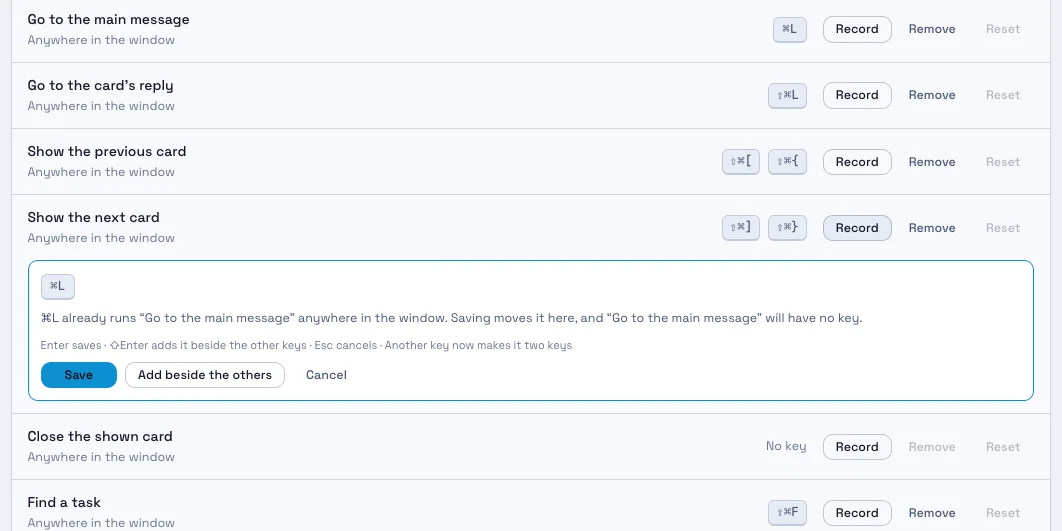 Go to the main message
Anywhere in the window
⌘L Record Remove Reset
Go to the card's reply
Anywhere in the window
⇧⌘L Record Remove Reset
Show the previous card
Anywhere in the window
⇧⌘[ ⇧⌘{ Record Remove Reset
Show the next card
Anywhere in the window
⇧⌘] ⇧⌘} Record Remove Reset
⌘L
⌘L already runs “Go to the main message” anywhere in the window. Saving moves it here, and “Go to the main message” will have no key.
Enter saves · ⇧Enter adds it beside the other keys · Esc cancels · Another key now makes it two keys
Save Add beside the others Cancel
Close the shown card
Anywhere in the window
No key Record Remove Reset
Find a task
Anywhere in the window
⇧⌘F Record Remove Reset